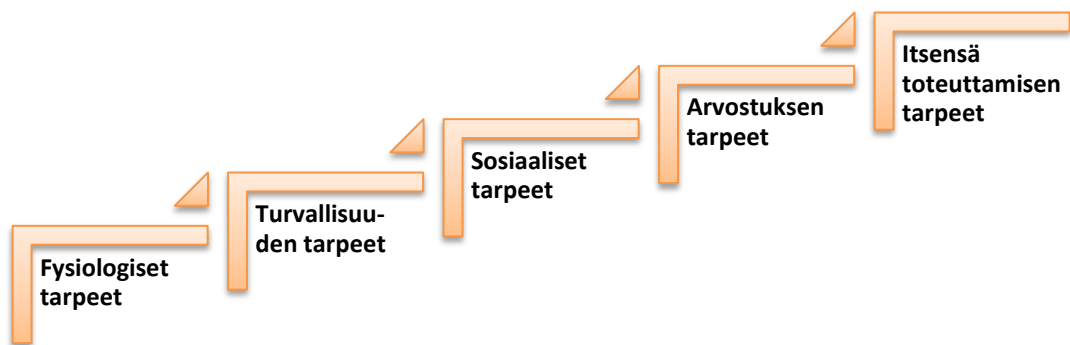 Fysiologiset
tarpeet
Turvallisuu-
den tarpeet
Sosiaaliset
tarpeet
Arvostuksen
tarpeet
Itsensä
toteuttamisen
tarpeet